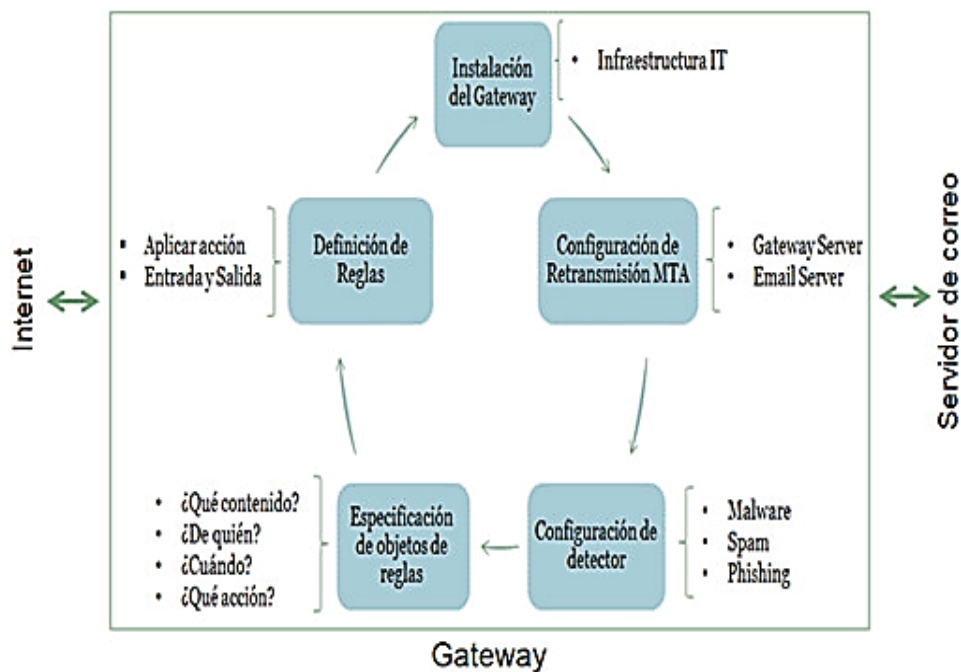 Instalación
del Gateway
• Infraestructura IT
Configuración de
Retransmisión MTA
• Gateway Server
• Email Server
Configuración de
detector
• Malware
• Spam
• Phishing
Especificación
de objetos de
reglas
• ¿Qué contenido?
• ¿De quién?
• ¿Cuándo?
• ¿Qué acción?
Definición de
Reglas
▪ Aplicar acción
▪ Entrada y Salida
Internet
Servidor de correo
Gateway